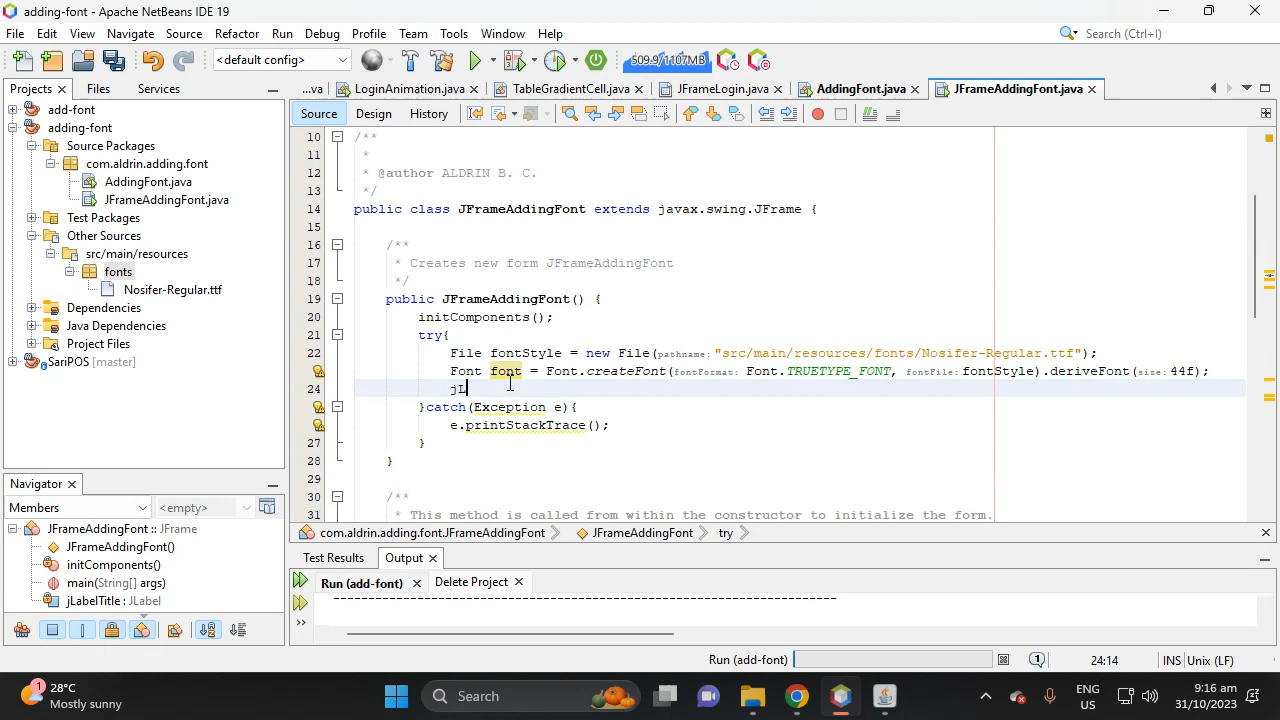 adding-font - Apache NetBeans IDE 19
File Edit View Navigate Source Refactor Run Debug Profile Team Tools Window Help
Search (Ctrl+I)
<default config>
509.9/1107MB
Projects Files Services
...va LoginAnimation.java TableGradientCell.java JFrameLogin.java AddingFont.java JFrameAddingFont.java
Source Design History
add-font
adding-font
Source Packages
com.aldrin.adding.font
AddingFont.java
JFrameAddingFont.java
Test Packages
Other Sources
src/main/resources
fonts
Nosifer-Regular.ttf
Dependencies
Java Dependencies
Project Files
SariPOS [master]
10 /**
11 *
12 * @author ALDRIN B. C.
13 */
14 public class JFrameAddingFont extends javax.swing.JFrame {
15
16 /**
17 * Creates new form JFrameAddingFont
18 */
19 public JFrameAddingFont() {
20 initComponents();
21 try{
22 File fontStyle = new File(pathname: "src/main/resources/fonts/Nosifer-Regular.ttf");
Font font = Font.createFont(fontFormat: Font.TRUETYPE_FONT, fontFile: fontStyle).deriveFont(size: 44f);
24 jL
}catch(Exception e){
e.printStackTrace();
27 }
28 }
29
30 /**
31 * This method is called from within the constructor to initialize the form.
Navigator
Members <empty>
JFrameAddingFont :: JFrame
JFrameAddingFont()
initComponents()
main(String[] args)
jLabelTitle : JLabel
com.aldrin.adding.font.JFrameAddingFont JFrameAddingFont try
Test Results Output
Run (add-font) Delete Project
------------------------------------------------------------------------
Run (add-font) 1 24:14 INS Unix (LF)
1 28°C
Mostly sunny
Search
ENG
US
9:16 am
31/10/2023